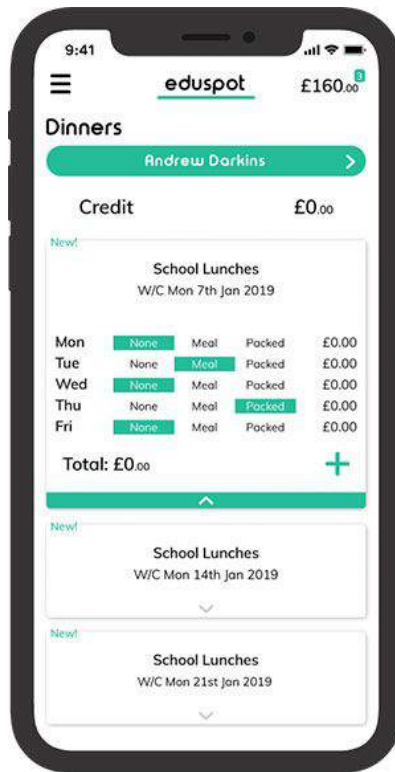 9:41
eduspot £160.00 3
Dinners
Andrew Darkins
Credit £0.00
New!
School Lunches
W/C Mon 7th Jan 2019
Mon None Meal Packed £0.00
Tue None Meal Packed £0.00
Wed None Meal Packed £0.00
Thu None Meal Packed £0.00
Fri None Meal Packed £0.00
Total: £0.00
New!
School Lunches
W/C Mon 14th Jan 2019
New!
School Lunches
W/C Mon 21st Jan 2019